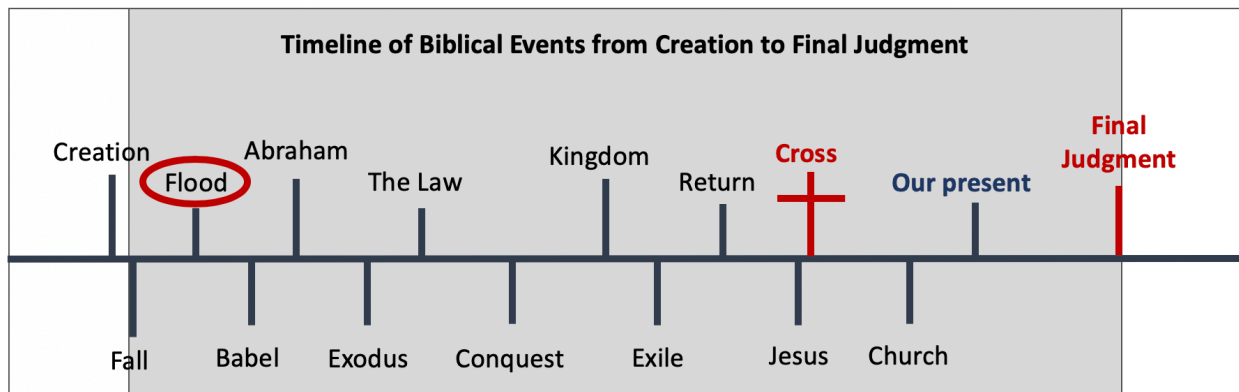 Timeline of Biblical Events from Creation to Final Judgment
Creation
Flood
Abraham
The Law
Kingdom
Return
Cross
Our present
Final
Judgment
Fall
Babel
Exodus
Conquest
Exile
Jesus
Church